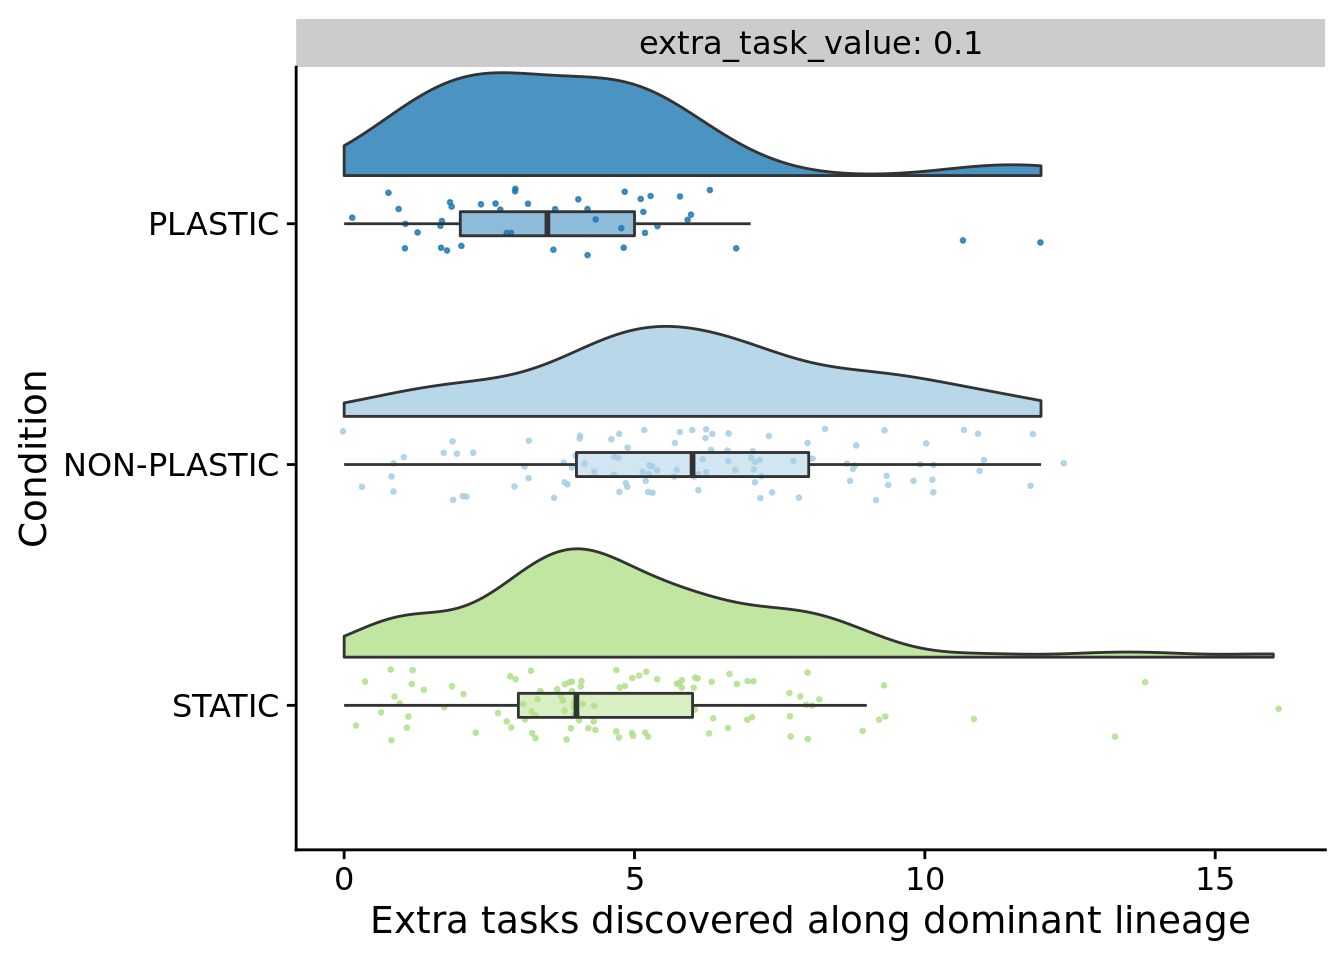 extra_task_value: 0.1
PLASTIC
NON-PLASTIC
STATIC
Condition
0 5 10 15
Extra tasks discovered along dominant lineage